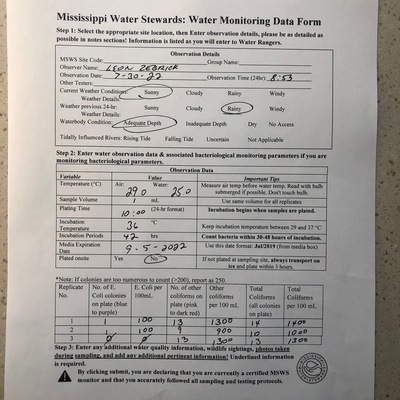 Mississippi Water Stewards: Water Monitoring Data Form
Step 1: Select the appropriate site location, then Enter observation details, please be as detailed as
possible in notes sections! Information is listed as you will enter to Water Rangers.
Observation Details
MSWS Site Code: Group Name:
Observer Name: LEON ZEBRICK
Observation Date: 7-30-22 Observation Time (24hr): 8:53
Other Testers:
Current Weather Conditions: Sunny Cloudy Rainy Windy
Weather Details:
Weather previous 24-hr: Sunny Cloudy Rainy Windy
Weather Details:
Waterbody Condition: Adequate Depth Inadequate Depth Dry No Access
Tidally Influenced Rivers: Rising Tide Falling Tide Uncertain Not Applicable
Step 2: Enter water observation data & associated bacteriological monitoring parameters if you are
monitoring bacteriological parameters.
Observation Data
Variable Value Important Tips
Temperature (°C) Air: 29.0 Water: 25.0 Measure air temp before water temp. Read with bulb
submerged if possible. Don't touch bulb.
Sample Volume 1 mL Use same volume for all replicates
Plating Time 10:00 (24-hr format) Incubation begins when samples are plated.
Incubation
Temperature 36 °C Keep incubation temperature between 29 and 37 °C
Incubation Periods 42 hrs Count bacteria within 30-48 hours of incubation.
Media Expiration
Date 9-5-2022 Use this date format: Jul/2019 (from media box)
Plated onsite Yes No If not plated at sampling site, always transport on
ice and plate within 3 hours.
*Note: If colonies are too numerous to count (>200), report as 250.
Replicate No. of E. E. Coli per No. of other Other Total Total
No. Coli colonies 100mL coliforms on coliforms Coliforms Coliforms
on plate (blue plate (pink per 100mL (all colonies per 100 mL
to purple) to dark red) on plate)
1 1 100 13 1300 14 1400
2 1 100 9 900 10 1000
3 0 0 13 1300 13 1300
Step 3: Enter any additional water quality information, wildlife sightings, photos taken
during sampling, and add any additional pertinent information! Underlined information
is required.
By clicking submit, you are declaring that you are currently a certified MSWS
monitor and that you accurately followed all sampling and testing protocols.